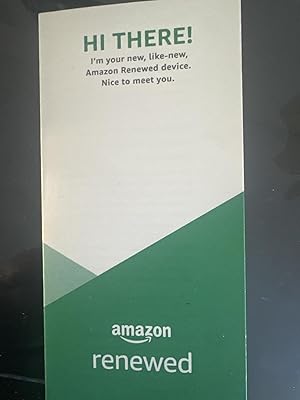 HI THERE!
I'm your new, like-new,
Amazon Renewed device.
Nice to meet you.
amazon
renewed